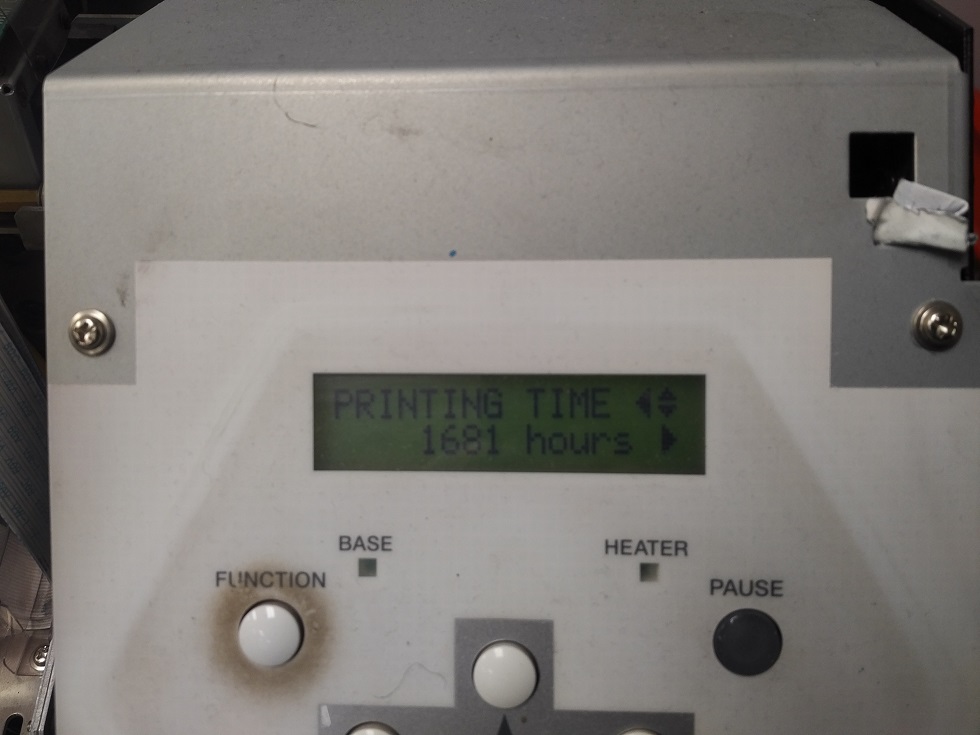 PRINTING TIME
1681 hours
BASE
HEATER
FUNCTION
PAUSE